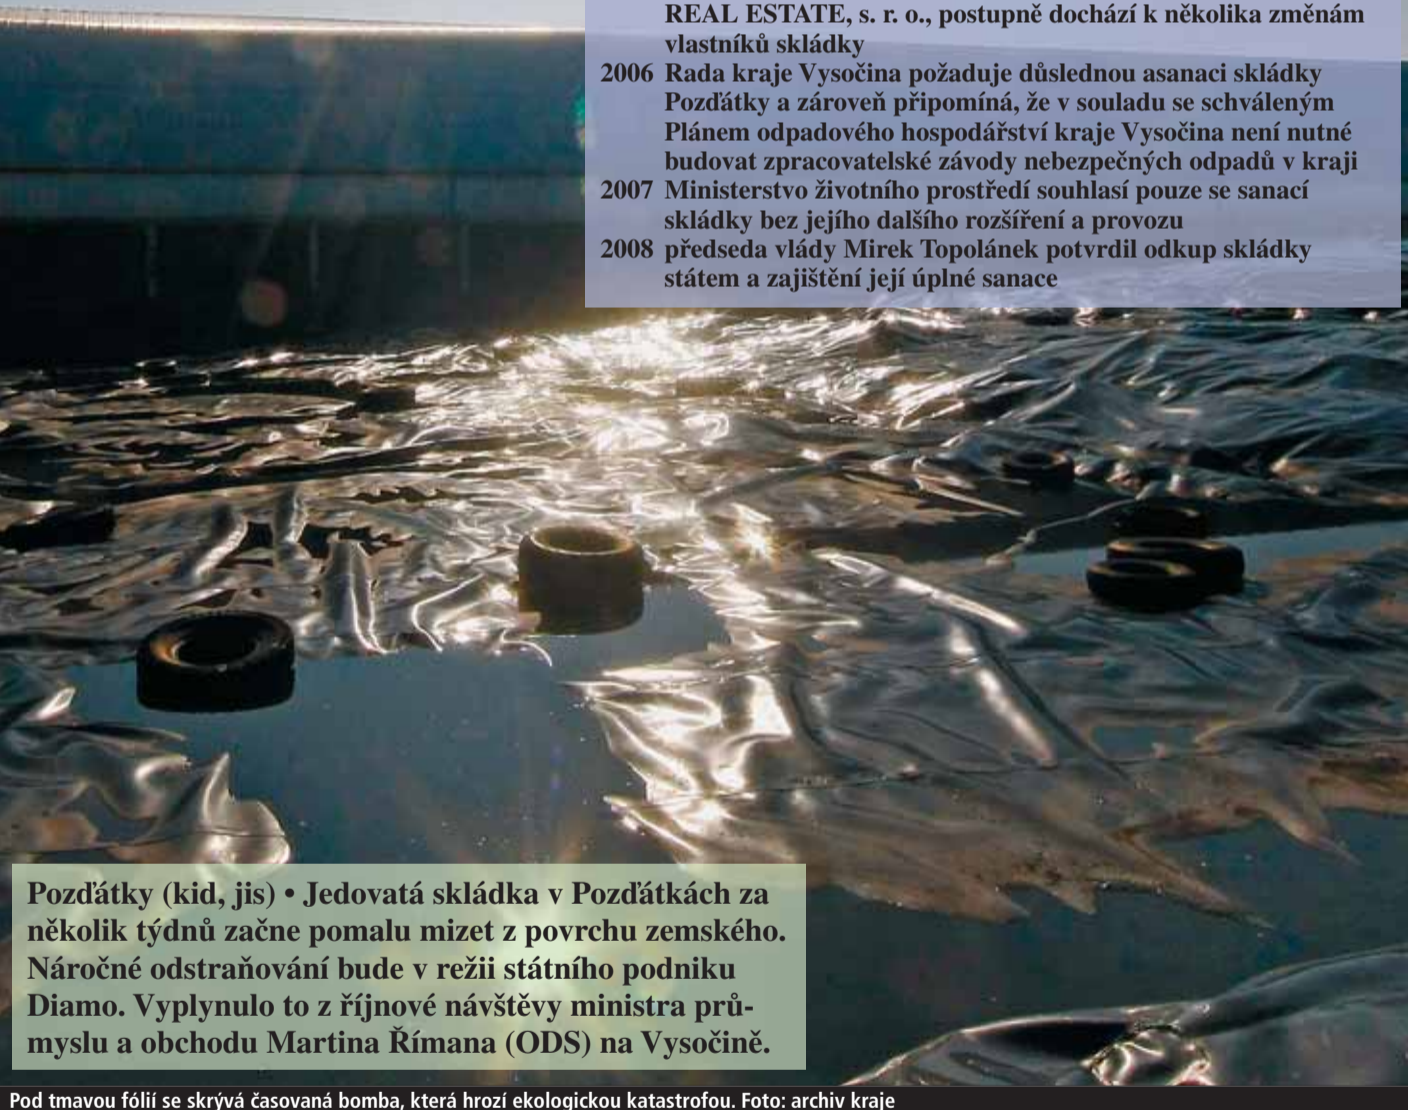 REAL ESTATE, s. r. o., postupně dochází k několika změnám
vlastníků skládky
2006 Rada kraje Vysočina požaduje důslednou asanaci skládky
Pozďátky a zároveň připomíná, že v souladu se schváleným
Plánem odpadového hospodářství kraje Vysočina není nutné
budovat zpracovatelské závody nebezpečných odpadů v kraji
2007 Ministerstvo životního prostředí souhlasí pouze se sanací
skládky bez jejího dalšího rozšíření a provozu
2008 předseda vlády Mirek Topolánek potvrdil odkup skládky
státem a zajištění její úplné sanace
Pozďátky (kid, jis) • Jedovatá skládka v Pozďátkách za
několik týdnů začne pomalu mizet z povrchu zemského.
Náročné odstraňování bude v režii státního podniku
Diamo. Vyplynulo to z říjnové návštěvy ministra prů-
myslu a obchodu Martina Římana (ODS) na Vysočině.
Pod tmavou fólií se skrývá časovaná bomba, která hrozí ekologickou katastrofou. Foto: archiv kraje